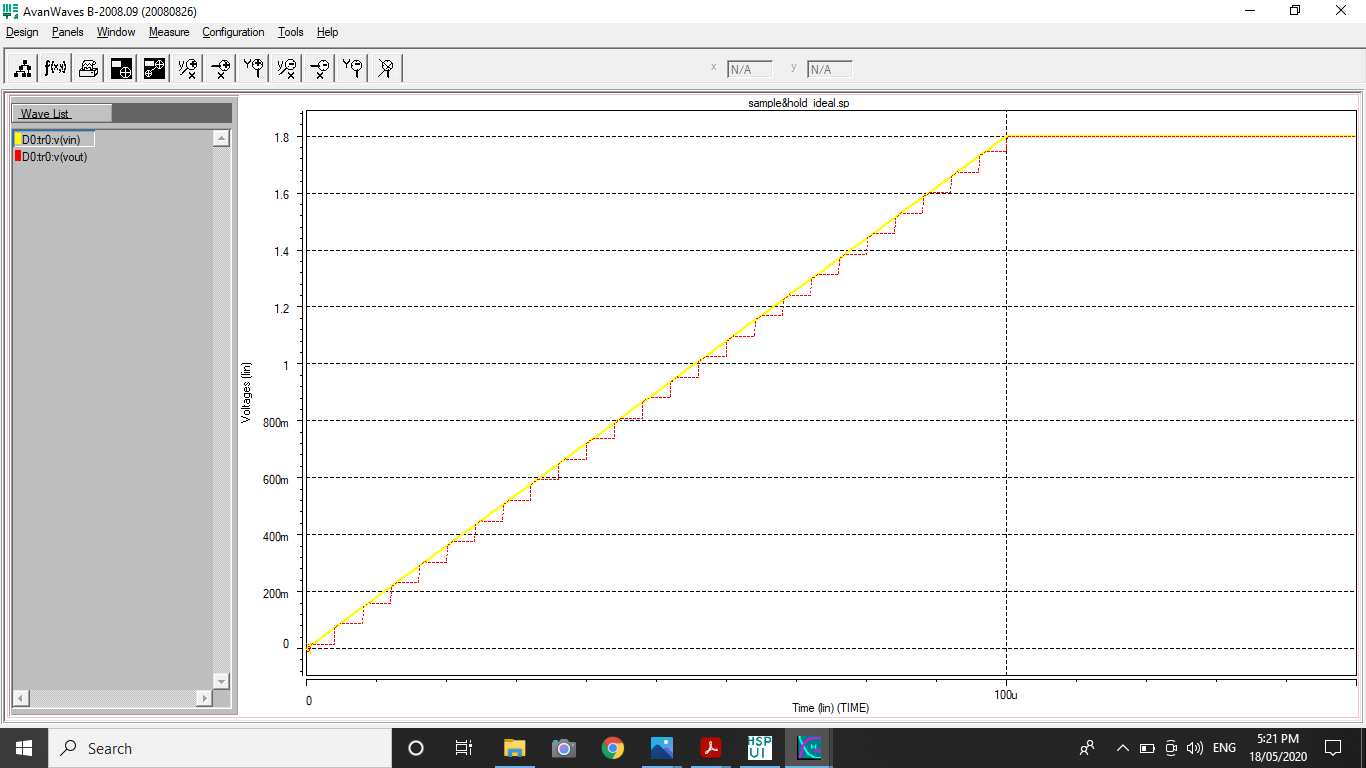 AvanWaves B-2008.09 (20080826)
Design Panels Window Measure Configuration Tools Help
f(x)
x N/A y N/A
Wave List
D0:tr0:v(vin)
D0:tr0:v(vout)
sample&hold ideal.sp
1.8
1.6
1.4
1.2
1
800m
600m
400m
200m
0
Voltages (lin)
0
100u
Time (lin) (TIME)
Search
HSP
UI
ENG
5:21 PM
18/05/2020